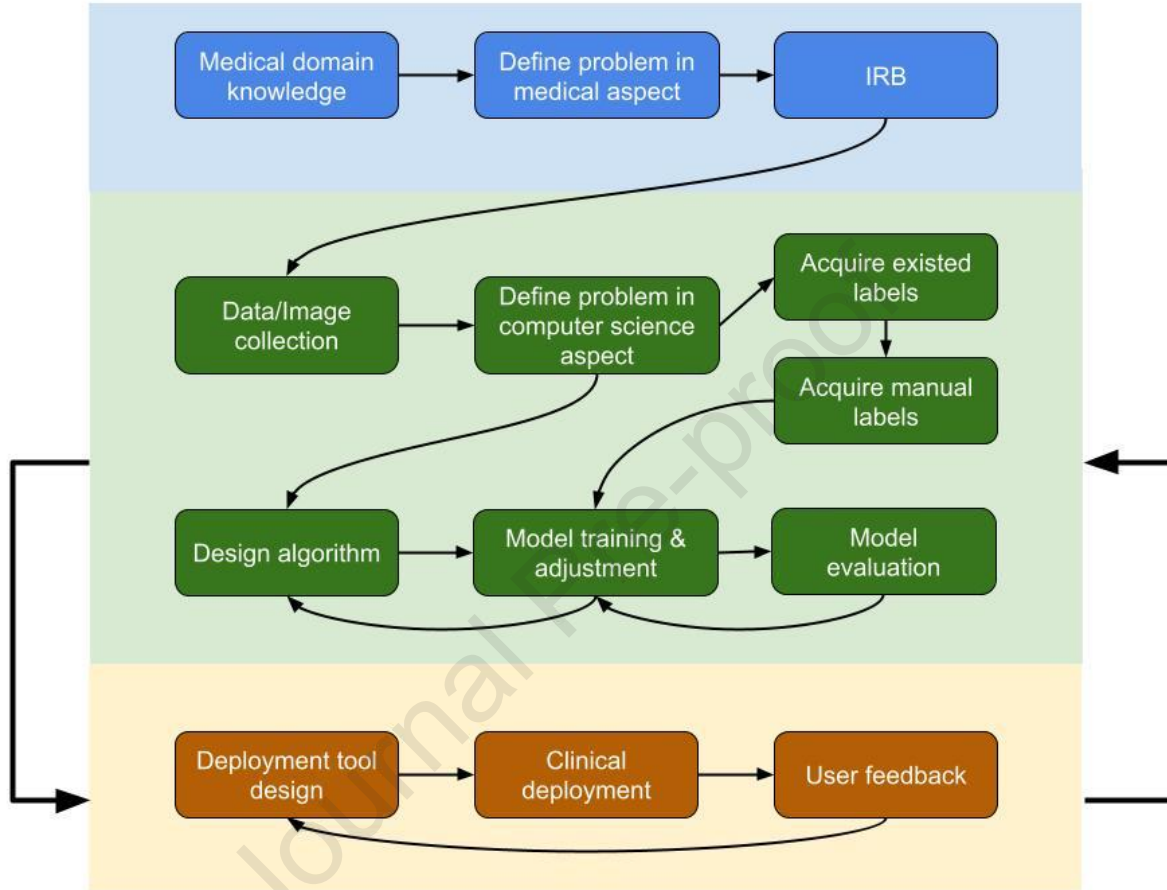 Medical domain
knowledge
Define problem in
medical aspect
IRB
Data/Image
collection
Define problem in
computer science
aspect
Acquire existed
labels
Acquire manual
labels
Design algorithm
Model training &
adjustment
Model
evaluation
Deployment tool
design
Clinical
deployment
User feedback
Journal Pre-proof